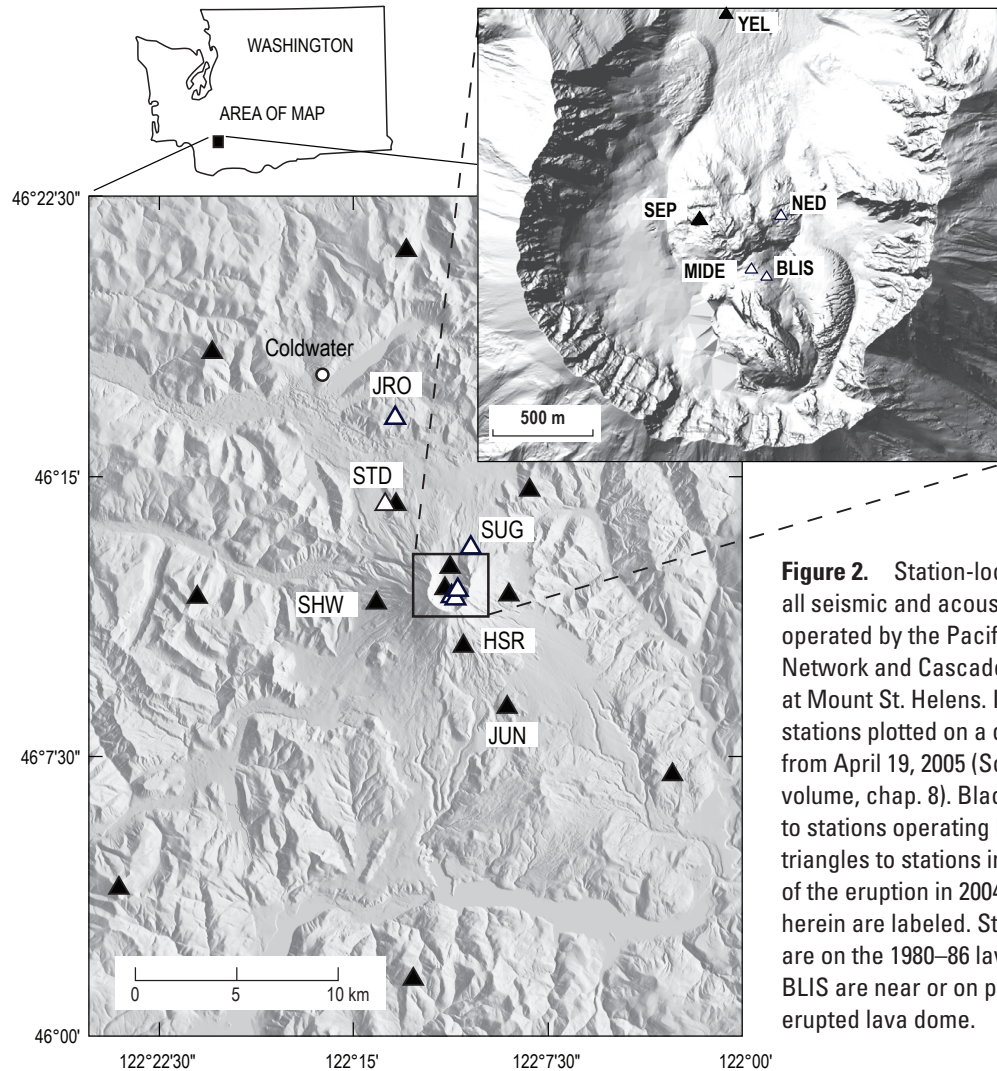 WASHINGTON
AREA OF MAP
YEL
SEP
NED
MIDE
BLIS
500 m
46°22'30"
Coldwater
JRO
46°15'
STD
SUG
SHW
HSR
JUN
46°7'30"
0 5 10 km
46°00'
122°22'30" 122°15' 122°7'30" 122°00'
Figure 2. Station-loc
all seismic and acous
operated by the Pacif
Network and Cascade
at Mount St. Helens.
stations plotted on a
from April 19, 2005 (Sc
volume, chap. 8). Blac
to stations operating
triangles to stations in
of the eruption in 2004
herein are labeled. St
are on the 1980–86 lav
BLIS are near or on p
erupted lava dome.